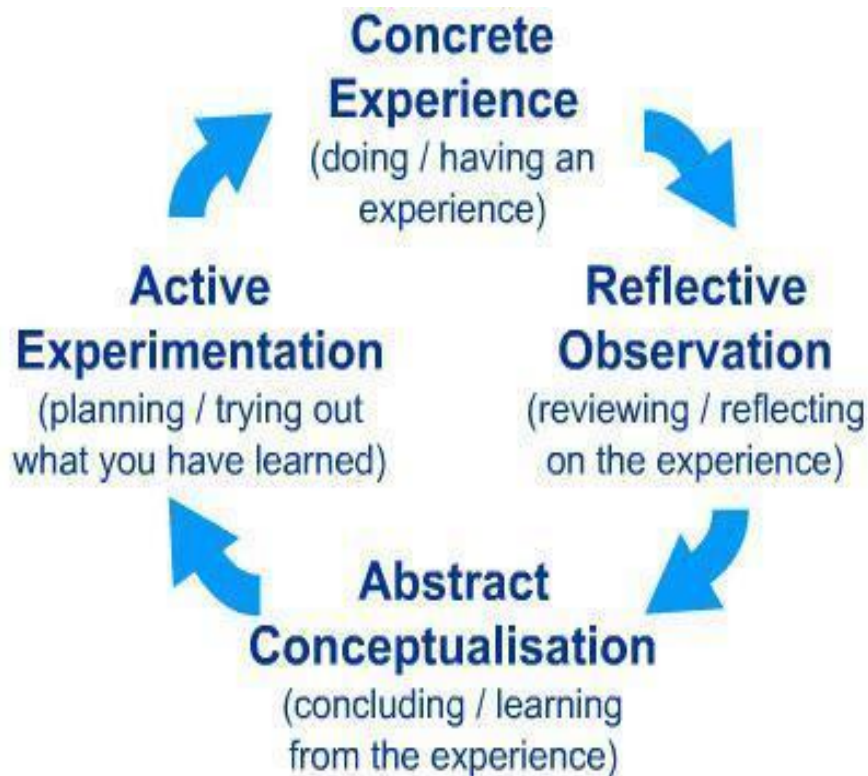 Concrete
Experience
(doing / having an
experience)
Reflective
Observation
(reviewing / reflecting
on the experience)
Abstract
Conceptualisation
(concluding / learning
from the experience)
Active
Experimentation
(planning / trying out
what you have learned)